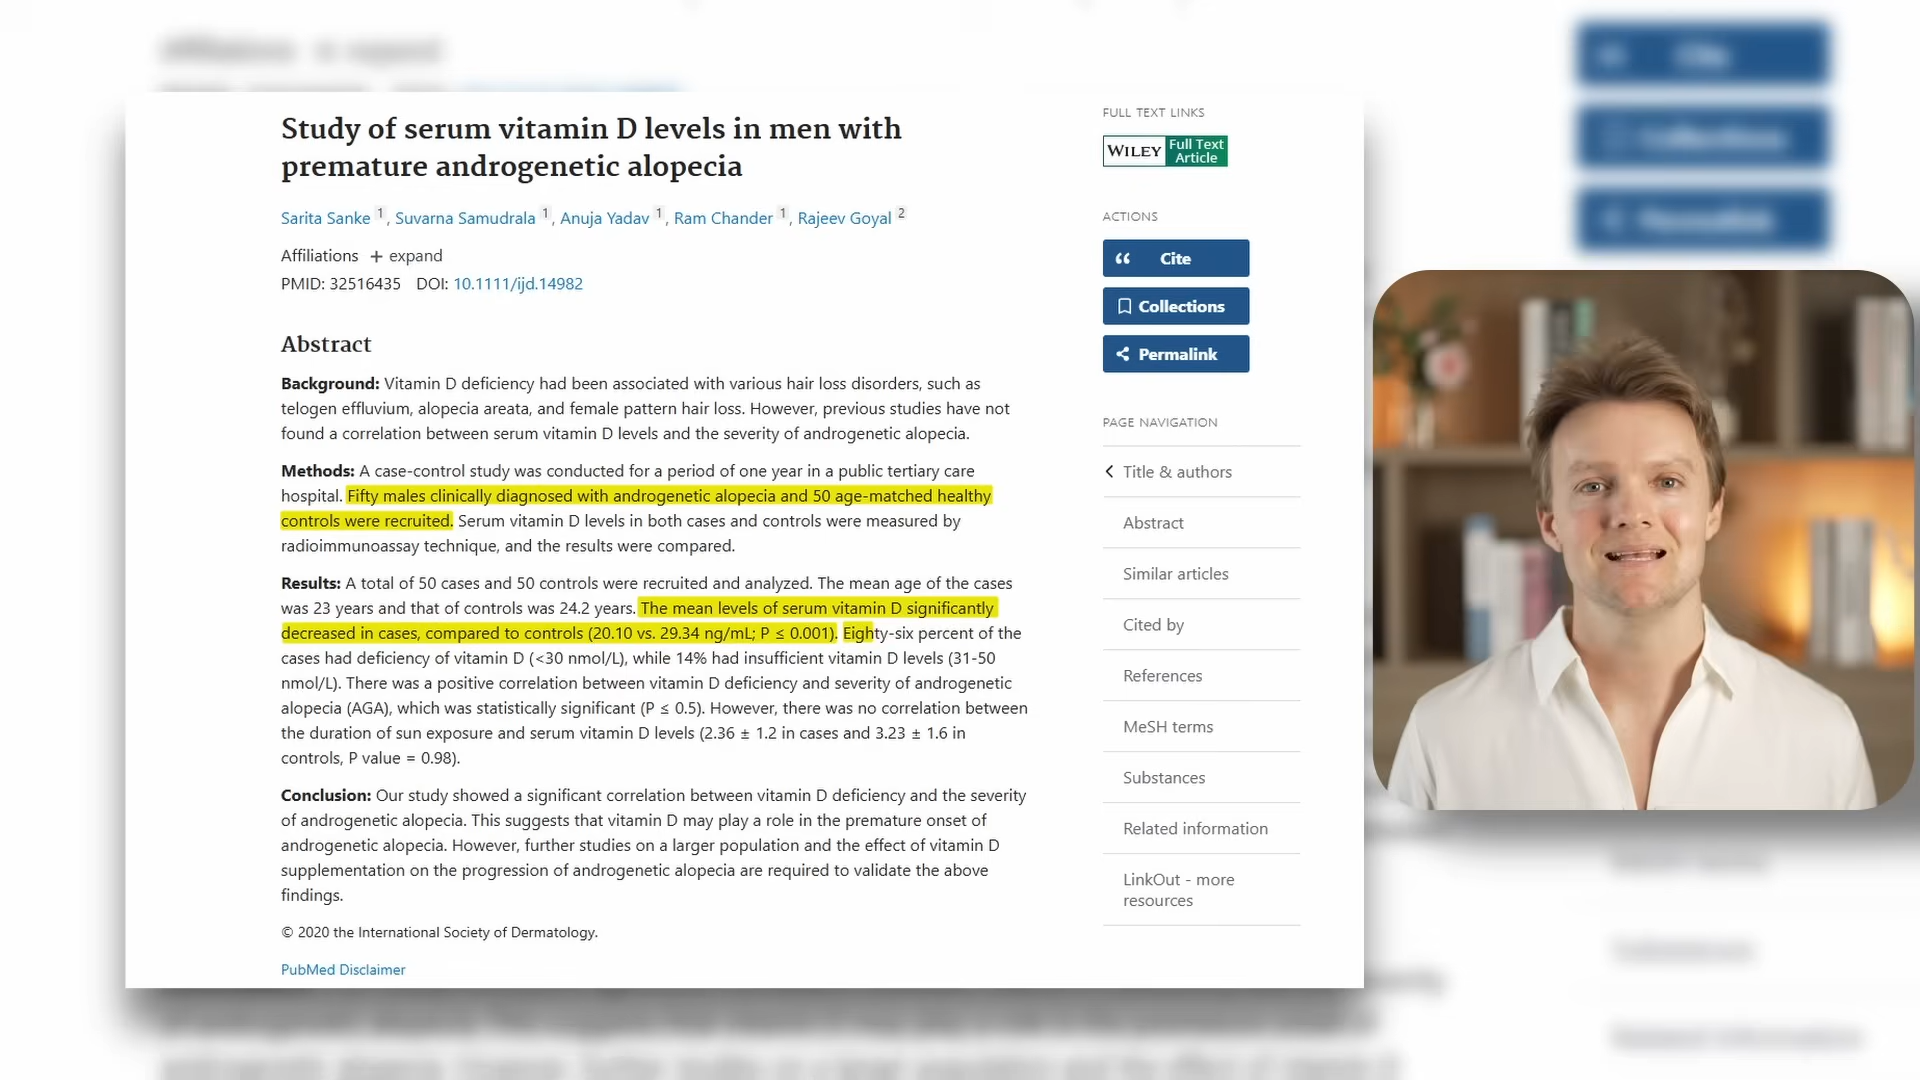 Study of serum vitamin D levels in men with
premature androgenetic alopecia
Sarita Sanke 1, Suvarna Samudrala 1, Anuja Yadav 1, Ram Chander 1, Rajeev Goyal 2
Affiliations + expand
PMID: 32516435 DOI: 10.1111/ijd.14982
Abstract
Background: Vitamin D deficiency had been associated with various hair loss disorders, such as
telogen effluvium, alopecia areata, and female pattern hair loss. However, previous studies have not
found a correlation between serum vitamin D levels and the severity of androgenetic alopecia.
Methods: A case-control study was conducted for a period of one year in a public tertiary care
hospital. Fifty males clinically diagnosed with androgenetic alopecia and 50 age-matched healthy
controls were recruited. Serum vitamin D levels in both cases and controls were measured by
radioimmunoassay technique, and the results were compared.
Results: A total of 50 cases and 50 controls were recruited and analyzed. The mean age of the cases
was 23 years and that of controls was 24.2 years. The mean levels of serum vitamin D significantly
decreased in cases, compared to controls (20.10 vs. 29.34 ng/mL; P ≤ 0.001). Eighty-six percent of the
cases had deficiency of vitamin D (<30 nmol/L), while 14% had insufficient vitamin D levels (31-50
nmol/L). There was a positive correlation between vitamin D deficiency and severity of androgenetic
alopecia (AGA), which was statistically significant (P ≤ 0.5). However, there was no correlation between
the duration of sun exposure and serum vitamin D levels (2.36 ± 1.2 in cases and 3.23 ± 1.6 in
controls, P value = 0.98).
Conclusion: Our study showed a significant correlation between vitamin D deficiency and the severity
of androgenetic alopecia. This suggests that vitamin D may play a role in the premature onset of
androgenetic alopecia. However, further studies on a larger population and the effect of vitamin D
supplementation on the progression of androgenetic alopecia are required to validate the above
findings.
© 2020 the International Society of Dermatology.
PubMed Disclaimer
FULL TEXT LINKS
WILEY Full Text
Article
ACTIONS
Cite
Collections
Permalink
PAGE NAVIGATION
Title & authors
Abstract
Similar articles
Cited by
References
MeSH terms
Substances
Related information
LinkOut - more
resources
Cite
Collections
Permalink